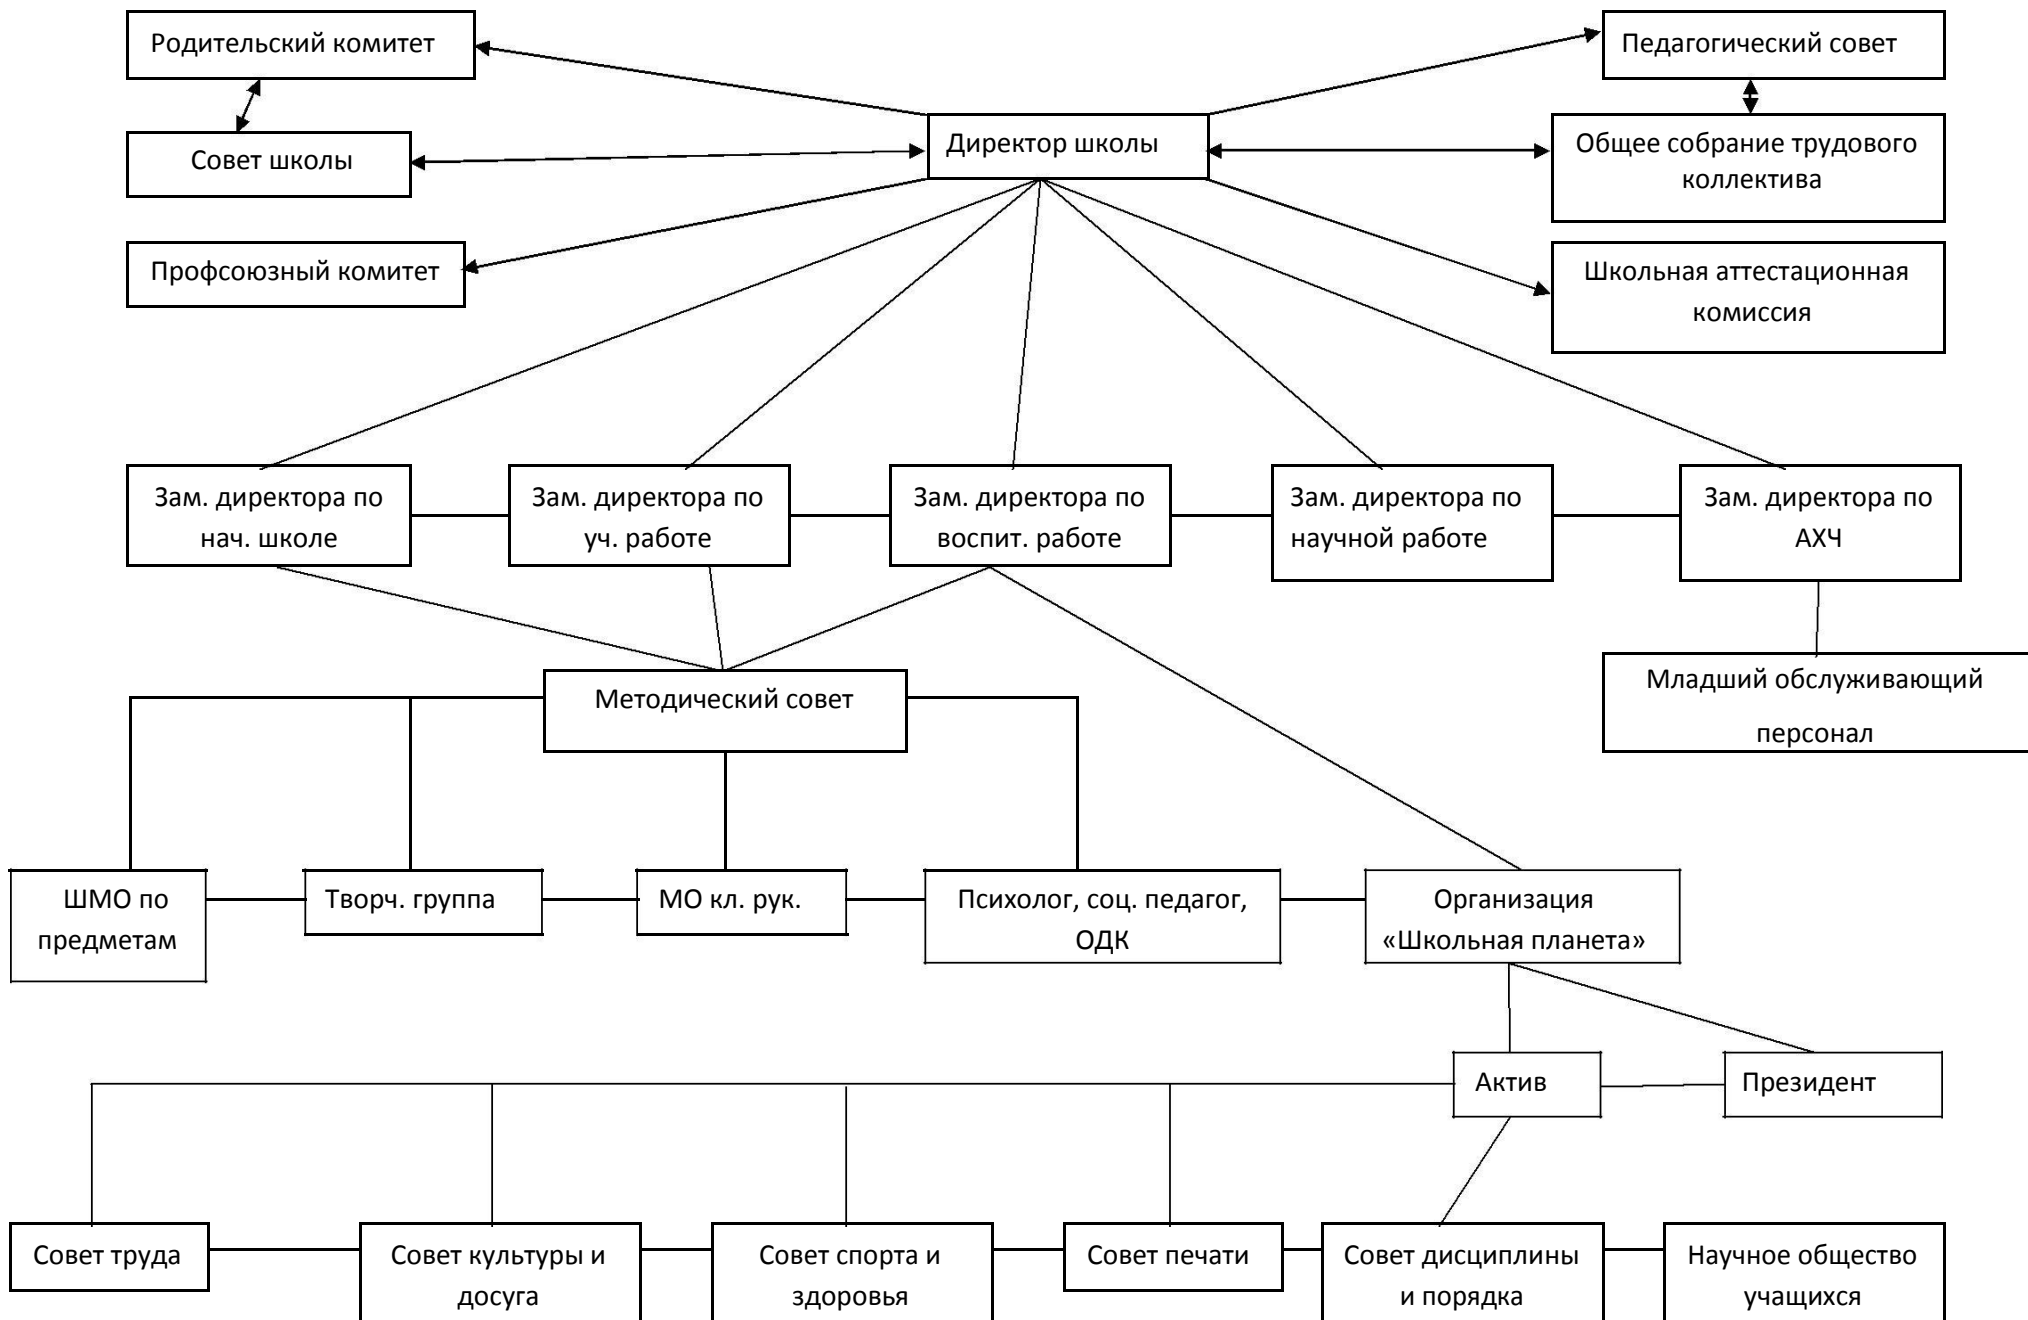 Родительский комитет
Педагогический совет
Директор школы
Совет школы
Общее собрание трудового
коллектива
Профсоюзный комитет
Школьная аттестационная
комиссия
Зам. директора по
нач. школе
Зам. директора по
уч. работе
Зам. директора по
воспит. работе
Зам. директора по
научной работе
Зам. директора по
АХЧ
Методический совет
Младший обслуживающий
персонал
ШМО по
предметам
Творч. группа
МО кл. рук.
Психолог, соц. педагог,
ОДК
Организация
«Школьная планета»
Актив
Президент
Совет труда
Совет культуры и
досуга
Совет спорта и
здоровья
Совет печати
Совет дисциплины
и порядка
Научное общество
учащихся